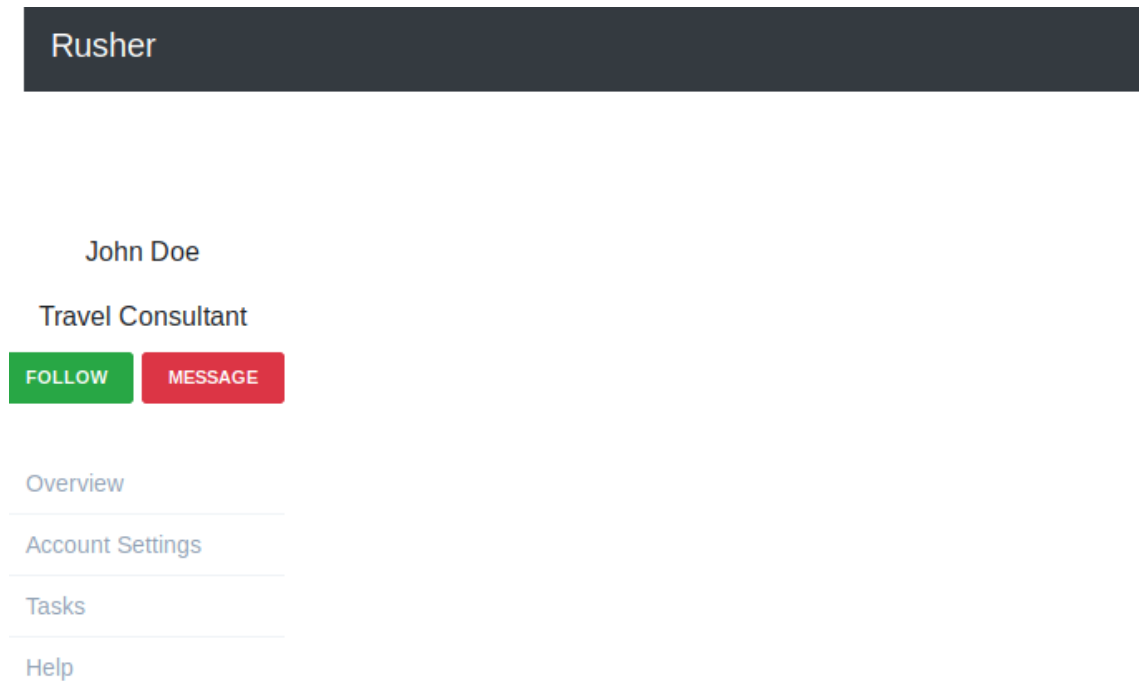 Rusher
John Doe
Travel Consultant
FOLLOW MESSAGE
Overview
Account Settings
Tasks
Help